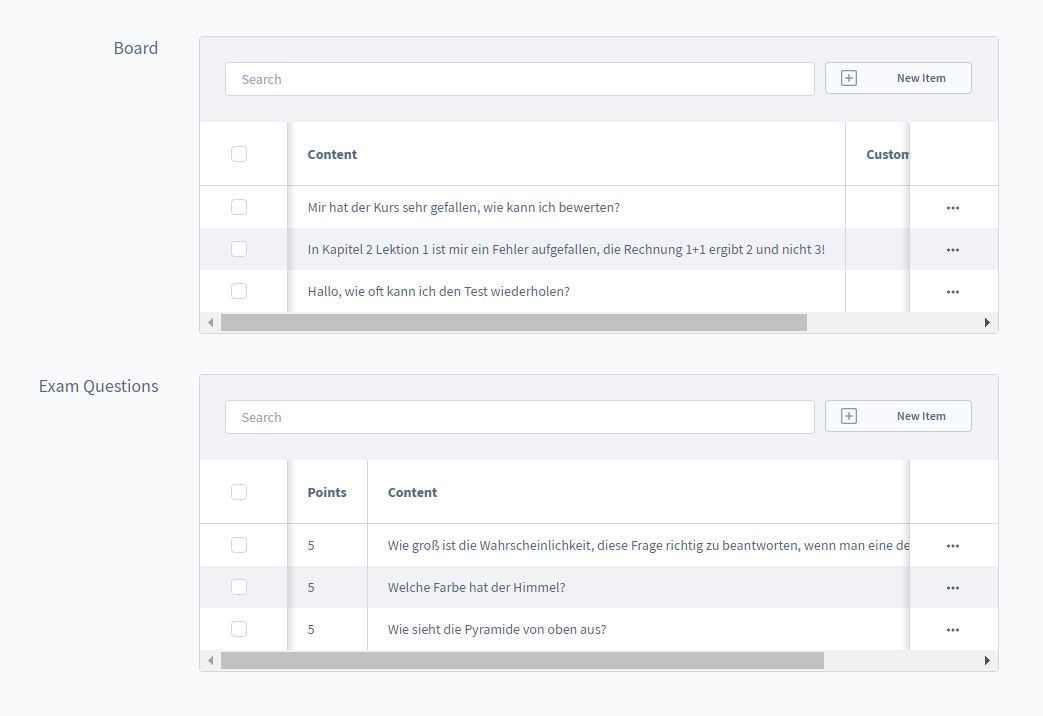 Board
Search
New Item
Content Custom
Mir hat der Kurs sehr gefallen, wie kann ich bewerten?
In Kapitel 2 Lektion 1 ist mir ein Fehler aufgefallen, die Rechnung 1+1 ergibt 2 und nicht 3!
Hallo, wie oft kann ich den Test wiederholen?
Exam Questions
Search
New Item
Points Content
5 Wie groß ist die Wahrscheinlichkeit, diese Frage richtig zu beantworten, wenn man eine de
5 Welche Farbe hat der Himmel?
5 Wie sieht die Pyramide von oben aus?